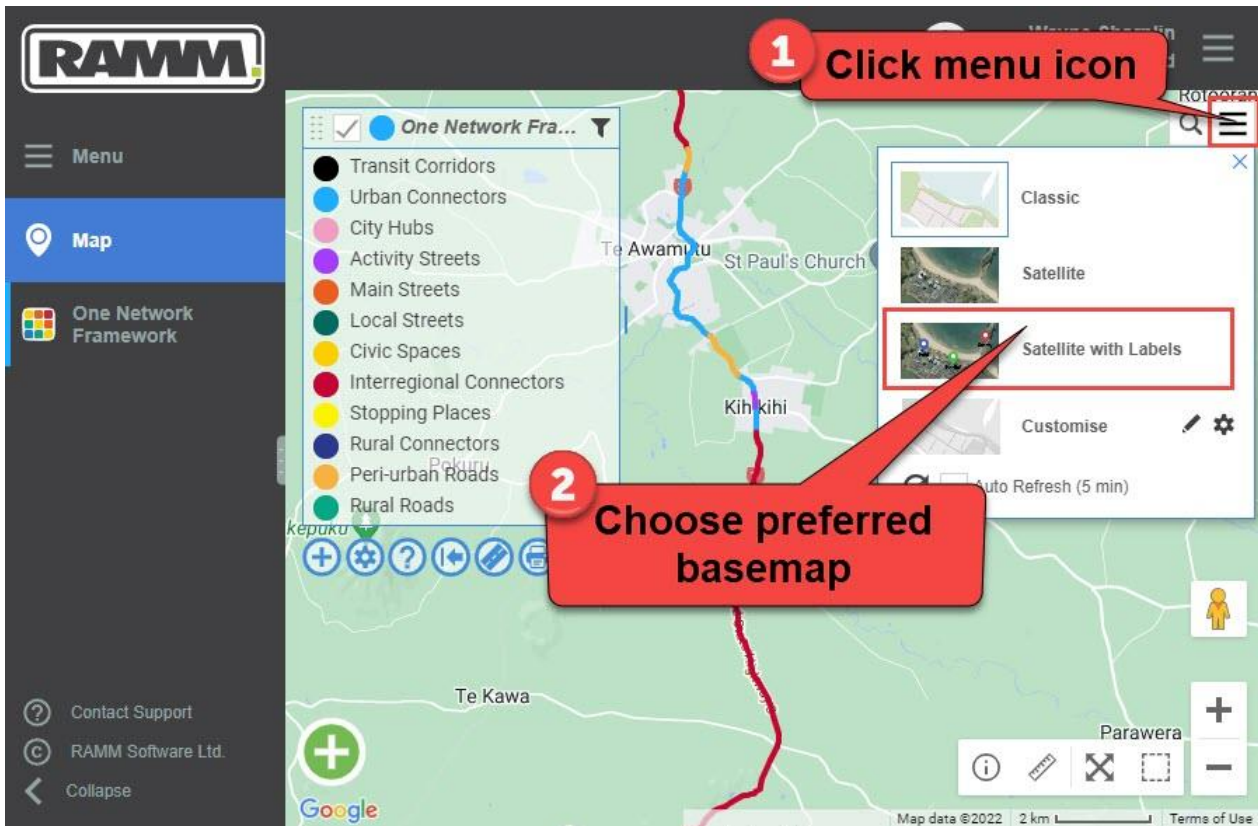 RAMM
Menu
Map
One Network
Framework
Contact Support
RAMM Software Ltd.
Collapse
1
Click menu icon
One Network Fra...
Transit Corridors
Urban Connectors
City Hubs
Activity Streets
Main Streets
Local Streets
Civic Spaces
Interregional Connectors
Stopping Places
Rural Connectors
Peri-urban Roads
Rural Roads
Te Awamutu
St Paul's Church
Kihikihi
Pokuru
Te Kawa
Parawera
Classic
Satellite
Satellite with Labels
Customise
Auto Refresh (5 min)
2
Choose preferred
basemap
Google
Map data ©2022
2 km
Terms of Use